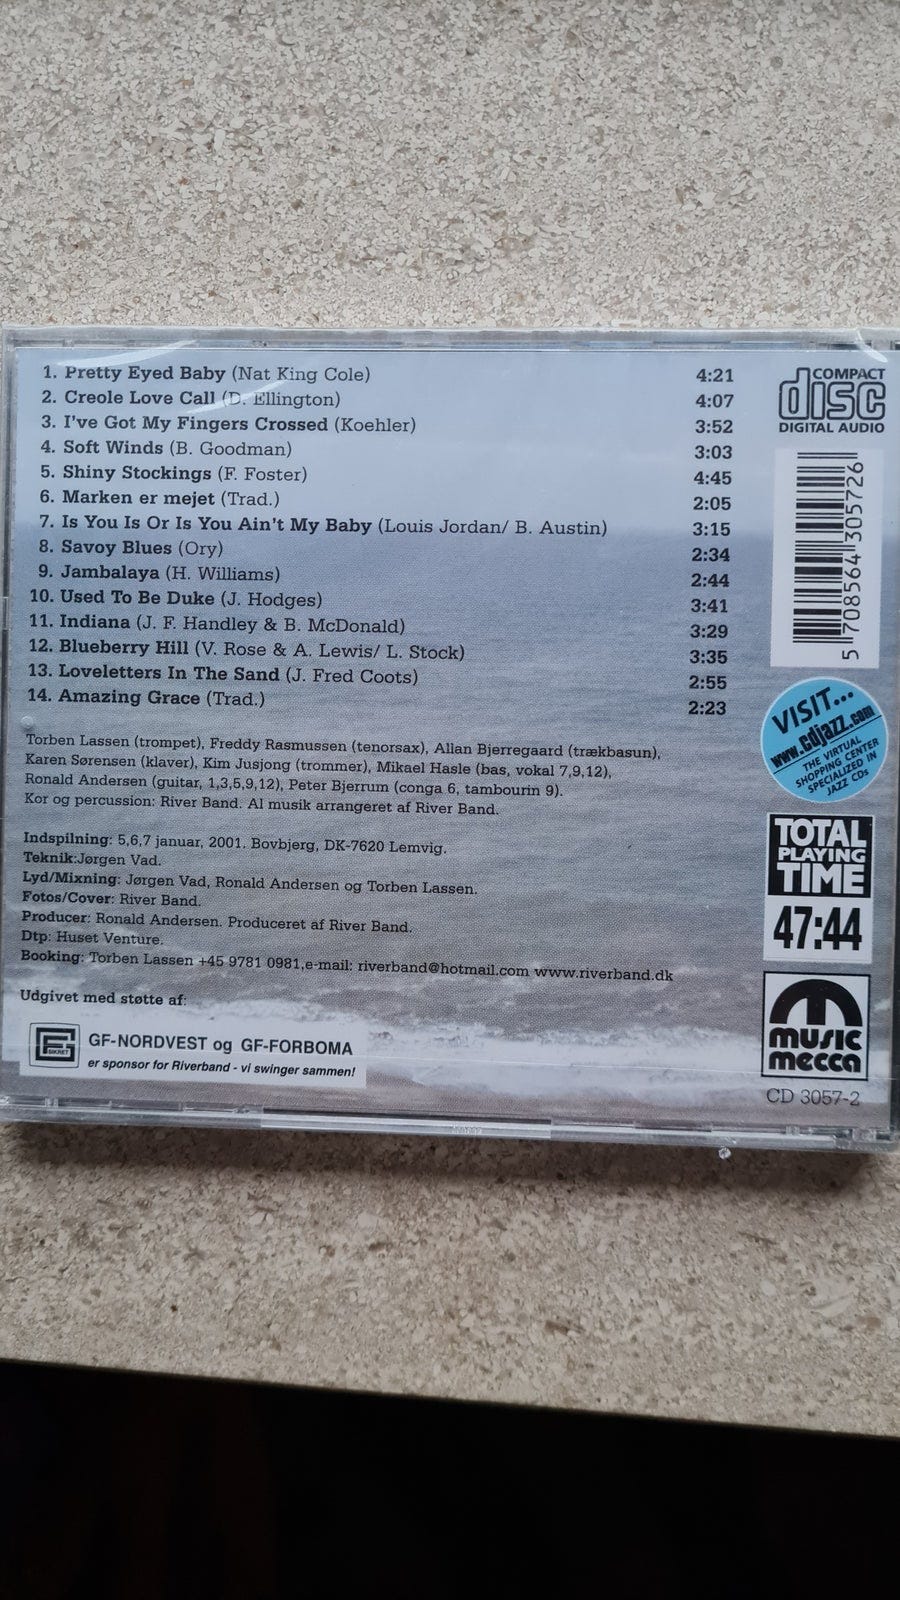 1. Pretty Eyed Baby (Nat King Cole) 4:21
2. Creole Love Call (D. Ellington) 4:07
3. I've Got My Fingers Crossed (Koehler) 3:52
4. Soft Winds (B. Goodman) 3:03
5. Shiny Stockings (F. Foster) 4:45
6. Marken er mejet (Trad.) 2:05
7. Is You Is Or Is You Ain't My Baby (Louis Jordan/ B. Austin) 3:15
8. Savoy Blues (Ory) 2:34
9. Jambalaya (H. Williams) 2:44
10. Used To Be Duke (J. Hodges) 3:41
11. Indiana (J. F. Handley & B. McDonald) 3:29
12. Blueberry Hill (V. Rose & A. Lewis/ L. Stock) 3:35
13. Loveletters In The Sand (J. Fred Coots) 2:55
14. Amazing Grace (Trad.) 2:23
Torben Lassen (trompet), Freddy Rasmussen (tenorsax), Allan Bjerregaard (trækbasun),
Karen Sørensen (klaver), Kim Jusjong (trommer), Mikael Hasle (bas, vokal 7,9,12),
Ronald Andersen (guitar, 1,3,5,9,12), Peter Bjerrum (conga 6, tambourin 9).
Kor og percussion: River Band. Al musik arrangeret af River Band.
Indspilning: 5,6,7 januar, 2001. Bovbjerg, DK-7620 Lemvig.
Teknik:Jørgen Vad.
Lyd/Mixning: Jørgen Vad, Ronald Andersen og Torben Lassen.
Fotos/Cover: River Band.
Producer: Ronald Andersen. Produceret af River Band.
Dtp: Huset Venture.
Booking: Torben Lassen +45 9781 0981,e-mail: riverband@hotmail.com www.riverband.dk
Udgivet med støtte af:
GF SIKRET
GF-NORDVEST og GF-FORBOMA
er sponsor for Riverband - vi swinger sammen!
COMPACT
disc
DIGITAL AUDIO
5 708564 305726
VISIT...
www.cdjazz.com
THE VIRTUAL
SHOPPING CENTER
SPECIALIZED IN
JAZZ CDs
TOTAL
PLAYING
TIME
47:44
music
mecca
CD 3057-2